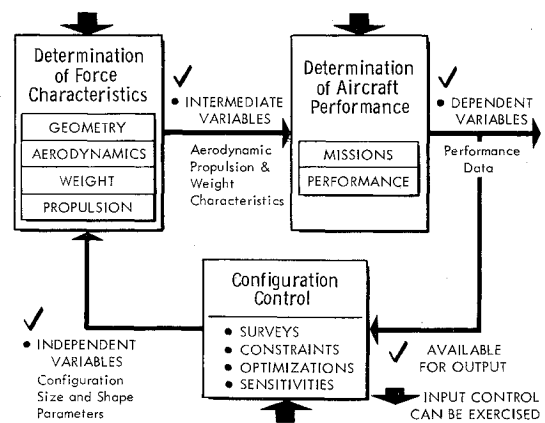 Determination
of Force
Characteristics
GEOMETRY
AERODYNAMICS
WEIGHT
PROPULSION
✓
• INTERMEDIATE
VARIABLES
Aerodynamic
Propulsion &
Weight
Characteristics
Determination
of Aircraft
Performance
MISSIONS
PERFORMANCE
✓
• DEPENDENT
VARIABLES
Performance
Data
Configuration
Control
• SURVEYS
• CONSTRAINTS
• OPTIMIZATIONS
• SENSITIVITIES
✓
• INDEPENDENT
VARIABLES
Configuration
Size and Shape
Parameters
✓ AVAILABLE
FOR OUTPUT
INPUT CONTROL
CAN BE EXERCISED